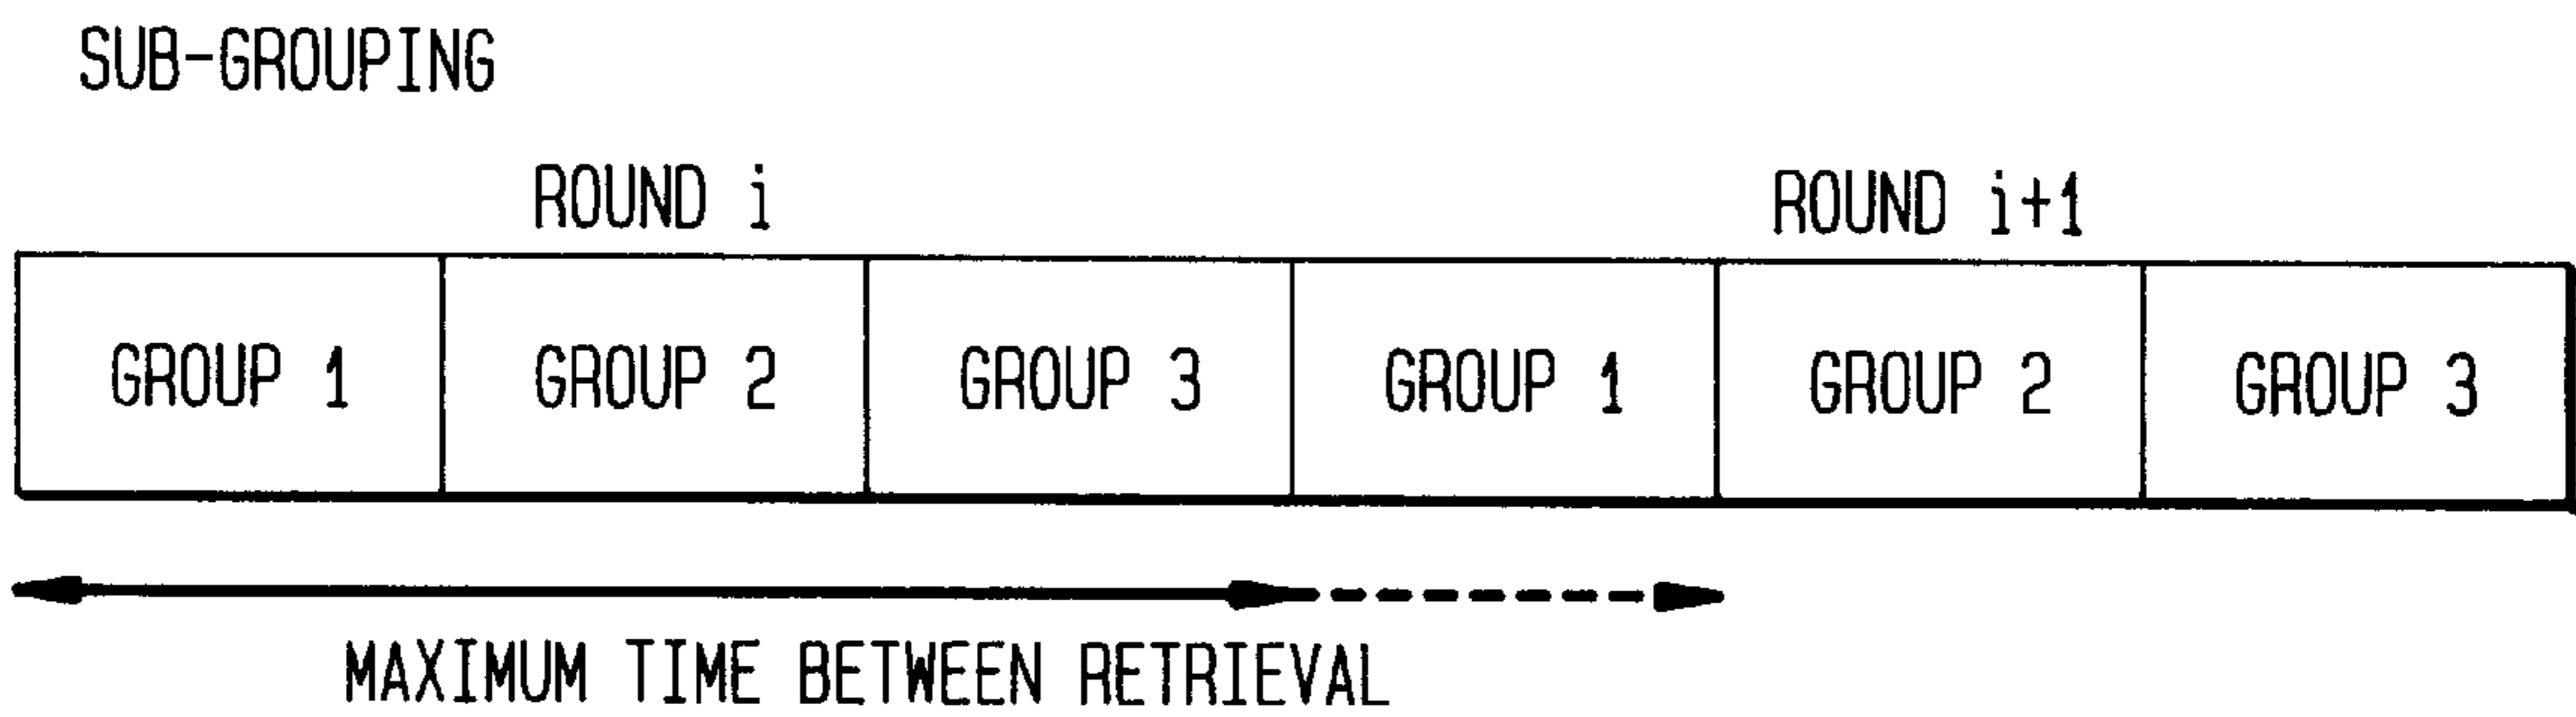 SUB-GROUPING
ROUND i ROUND i+1
GROUP 1 GROUP 2 GROUP 3 GROUP 1 GROUP 2 GROUP 3
MAXIMUM TIME BETWEEN RETRIEVAL